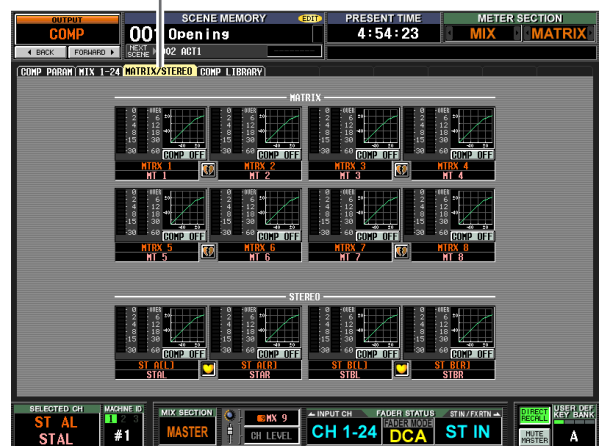 OUTPUT
COMP
BACK FORWARD
SCENE MEMORY EDIT
001 Opening
NEXT SCENE 002 ACT1
PRESENT TIME
4:54:23
METER SECTION
MIX MATRIX
COMP PARAM MIX 1-24 MATRIX/STEREO COMP LIBRARY
MATRIX
COMP OFF COMP OFF COMP OFF COMP OFF
MTRX 1 MTRX 2 MTRX 3 MTRX 4
MT 1 MT 2 MT 3 MT 4
COMP OFF COMP OFF COMP OFF COMP OFF
MTRX 5 MTRX 6 MTRX 7 MTRX 8
MT 5 MT 6 MT 7 MT 8
STEREO
COMP OFF COMP OFF COMP OFF COMP OFF
ST A(L) ST A(R) ST B(L) ST B(R)
STAL STAR STBL STBR
SELECTED CH
ST AL
STAL
MACHINE ID
1 2 3
#1
MIX SECTION
MASTER
MX 9
CH LEVEL
INPUT CH FADER STATUS ST IN/FXRTN
CH 1-24
FADER MODE
DCA
ST IN
DIRECT RECALL
MUTE MASTER
USER DEF KEY BANK
A